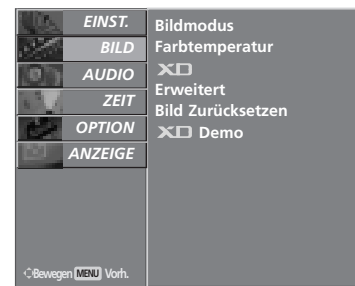 EINST.
BILD
AUDIO
ZEIT
OPTION
ANZEIGE
Bewegen MENU Vorh.
Bildmodus
Farbtemperatur
XD
Erweitert
Bild Zurücksetzen
XD Demo